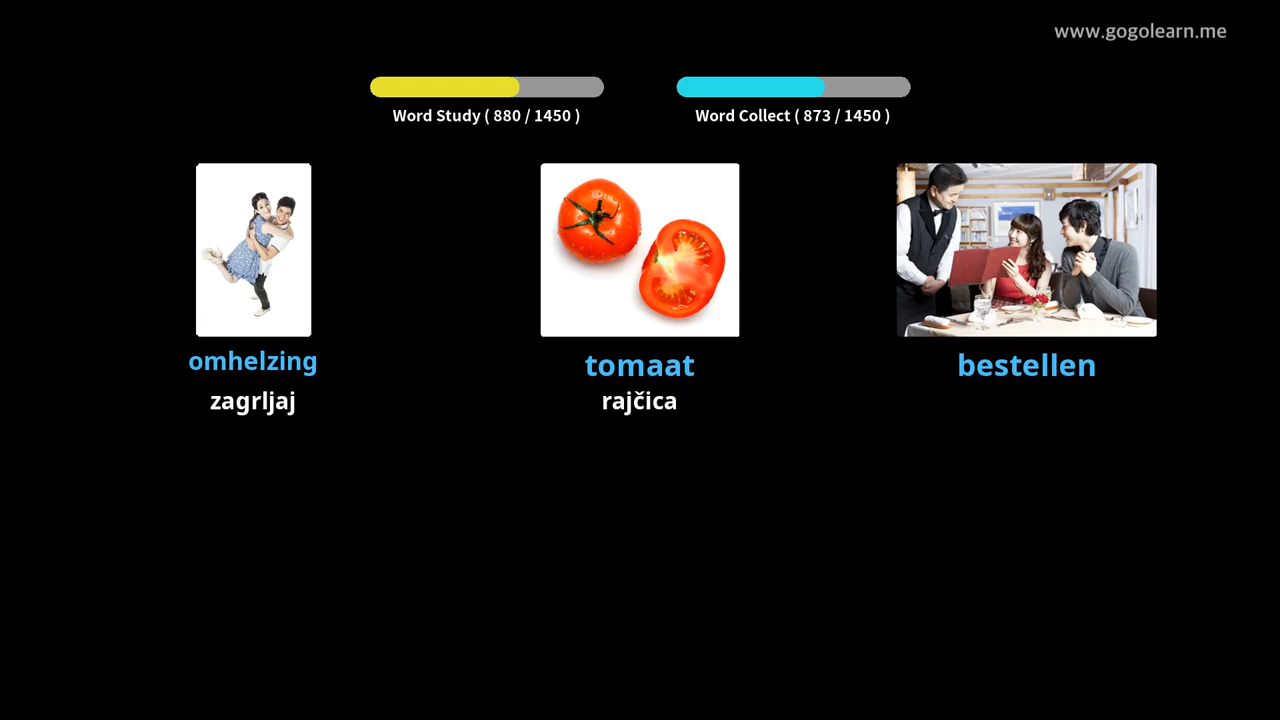 www.gogolearn.me
Word Study ( 880 / 1450 )
Word Collect ( 873 / 1450 )
omhelzing
tomaat
bestellen
zagrljaj
rajčica